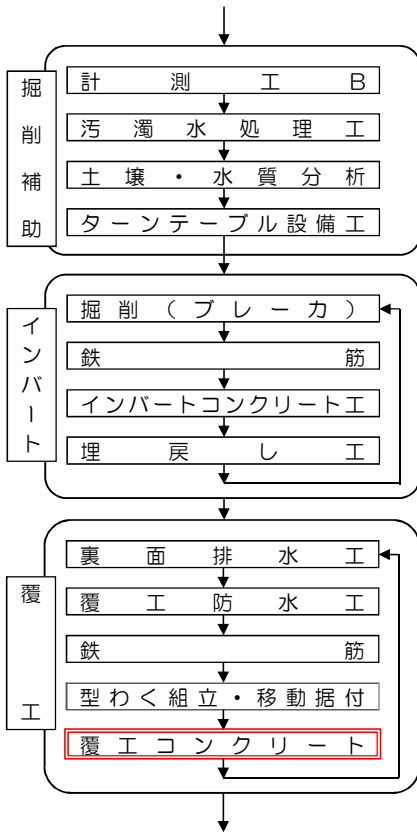 掘削補助
計測工B
汚濁水処理工
土壌・水質分析
ターンテーブル設備工
インバート
掘削(ブレーカ)
鉄筋
インバートコンクリート工
埋戻し工
覆工
裏面排水工
覆工防水工
鉄筋
型わく組立・移動据付
覆工コンクリート